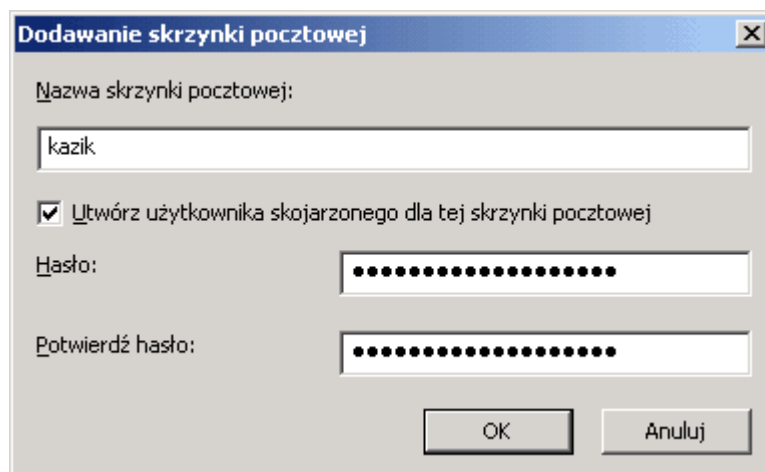 Dodawanie skrzynki pocztowej
Nazwa skrzynki pocztowej:
kazik
Utwórz użytkownika skojarzonego dla tej skrzynki pocztowej
Hasło: ●●●●●●●●●●●●●●●●●●●
Potwierdź hasło: ●●●●●●●●●●●●●●●●●●●
OK Anuluj